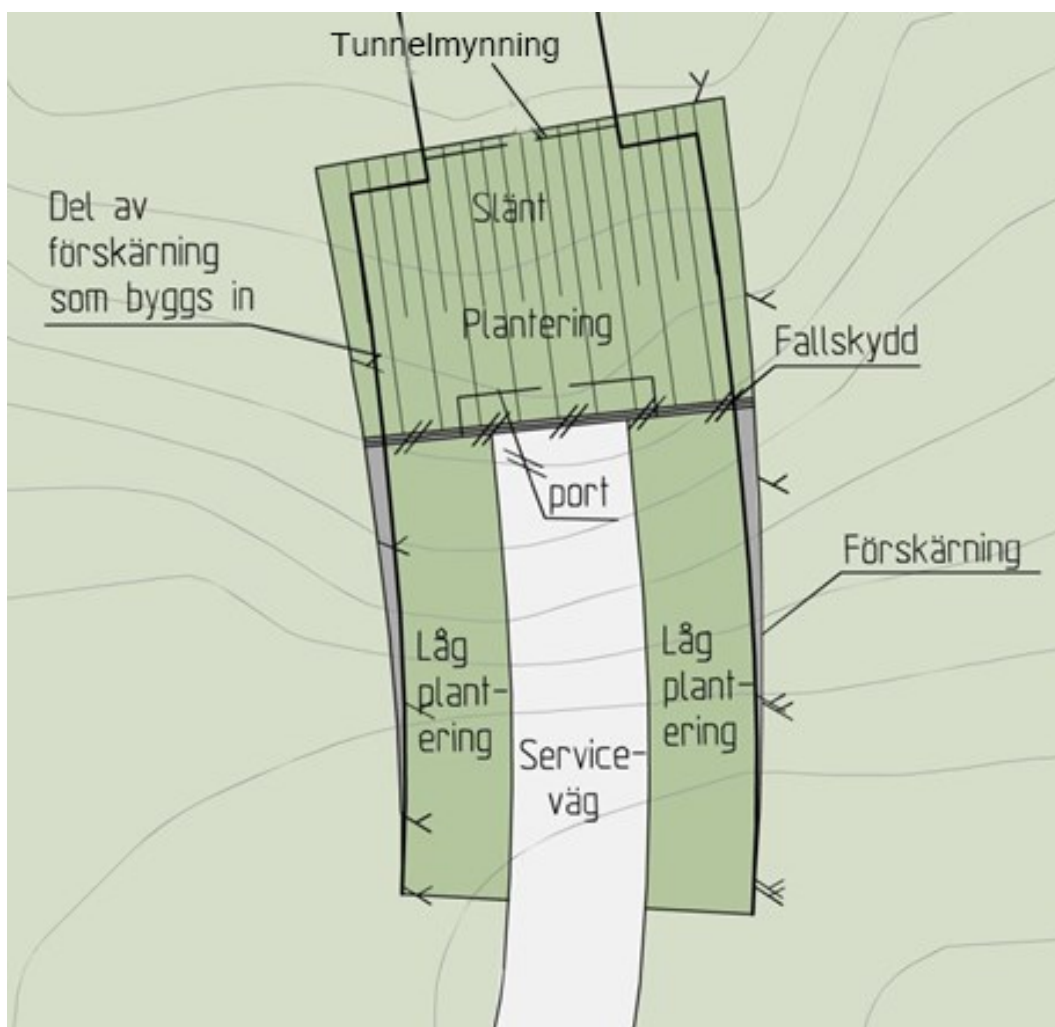 Tunnelmynning
Slänt
Del av
förskärning
som byggs in
Plantering
Fallskydd
port
Förskärning
Låg
plant-
ering
Låg
plant-
ering
Service-
väg